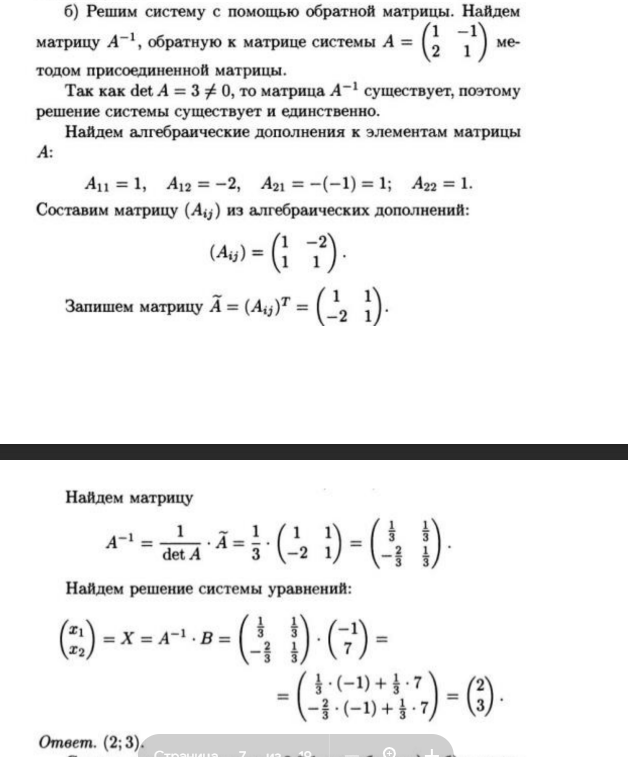 б) Решим систему с помощью обратной матрицы. Найдем
матрицу A⁻¹, обратную к матрице системы A = (1 −1; 2 1) ме-
тодом присоединенной матрицы.
Так как det A = 3 ≠ 0, то матрица A⁻¹ существует, поэтому
решение системы существует и единственно.
Найдем алгебраические дополнения к элементам матрицы
A:
A₁₁ = 1, A₁₂ = −2, A₂₁ = −(−1) = 1; A₂₂ = 1.
Составим матрицу (Aᵢⱼ) из алгебраических дополнений:
(Aᵢⱼ) = (1 −2; 1 1).
Запишем матрицу Ã = (Aᵢⱼ)ᵀ = (1 1; −2 1).
Найдем матрицу
A⁻¹ = 1/det A · Ã = 1/3 · (1 1; −2 1) = (1/3 1/3; −2/3 1/3).
Найдем решение системы уравнений:
(x₁; x₂) = X = A⁻¹ · B = (1/3 1/3; −2/3 1/3) · (−1; 7) =
= (1/3 · (−1) + 1/3 · 7; −2/3 · (−1) + 1/3 · 7) = (2; 3).
Ответ. (2; 3).
Страница 7 из 19